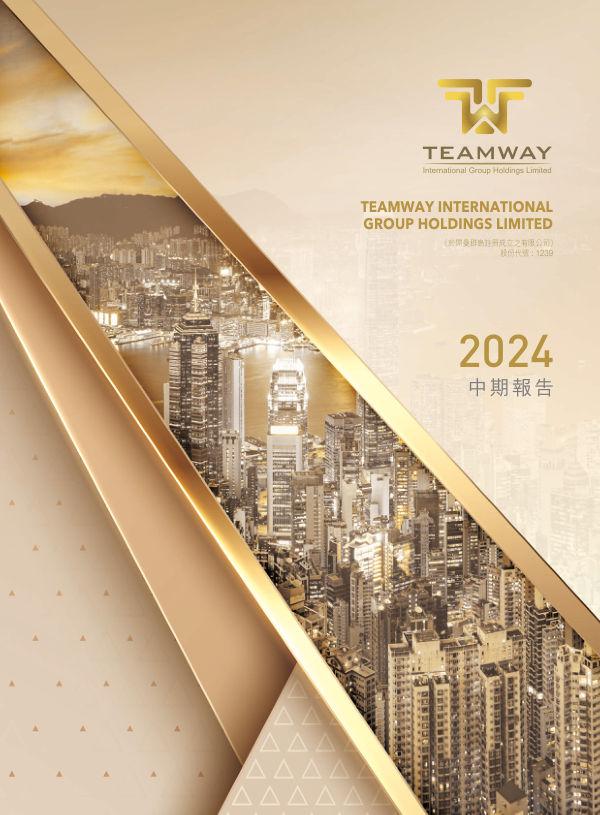 TEAMWAY
International Group Holdings Limited
TEAMWAY INTERNATIONAL
GROUP HOLDINGS LIMITED
(於開曼群島註冊成立之有限公司)
股份代號：1239
2024
中期報告